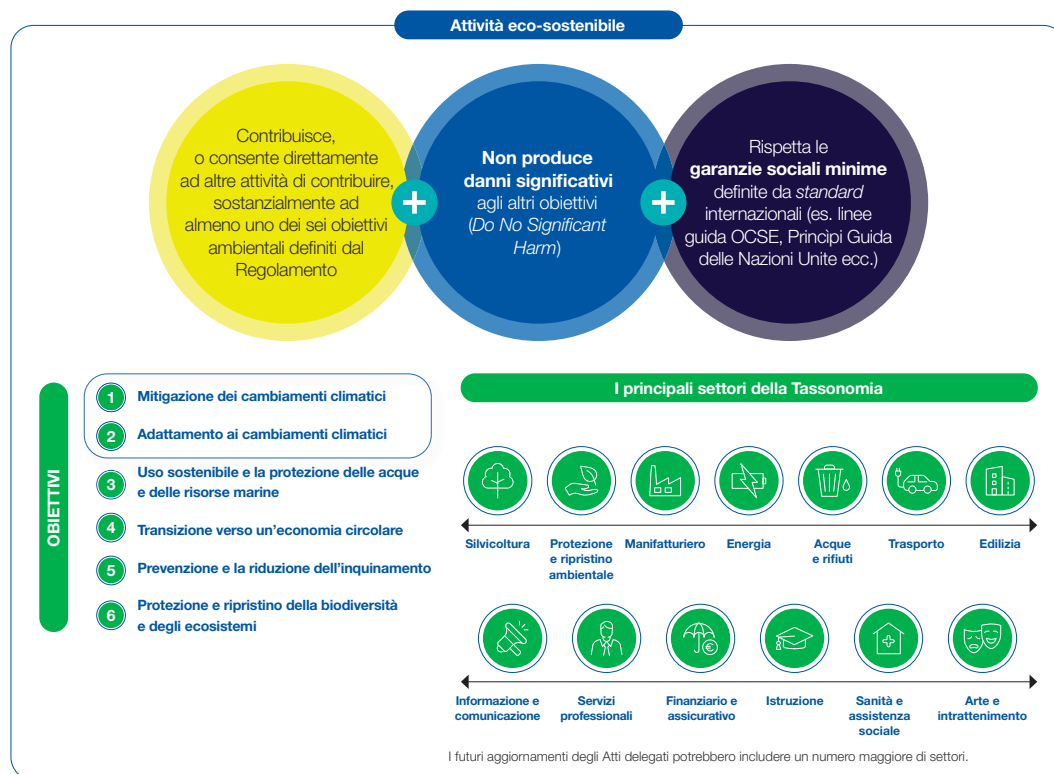 Attività eco-sostenibile
Contribuisce,
o consente direttamente
ad altre attività di contribuire,
sostanzialmente ad
almeno uno dei sei obiettivi
ambientali definiti dal
Regolamento
+
Non produce
danni significativi
agli altri obiettivi
(Do No Significant
Harm)
+
Rispetta le
garanzie sociali minime
definite da standard
internazionali (es. linee
guida OCSE, Princìpi Guida
delle Nazioni Unite ecc.)
OBIETTIVI
1 Mitigazione dei cambiamenti climatici
2 Adattamento ai cambiamenti climatici
3 Uso sostenibile e la protezione delle acque
e delle risorse marine
4 Transizione verso un'economia circolare
5 Prevenzione e la riduzione dell'inquinamento
6 Protezione e ripristino della biodiversità
e degli ecosistemi
I principali settori della Tassonomia
Silvicoltura
Protezione
e ripristino
ambientale
Manifatturiero
Energia
Acque
e rifiuti
Trasporto
Edilizia
€
Informazione e
comunicazione
Servizi
professionali
Finanziario e
assicurativo
Istruzione
Sanità e
assistenza
sociale
Arte e
intrattenimento
I futuri aggiornamenti degli Atti delegati potrebbero includere un numero maggiore di settori.